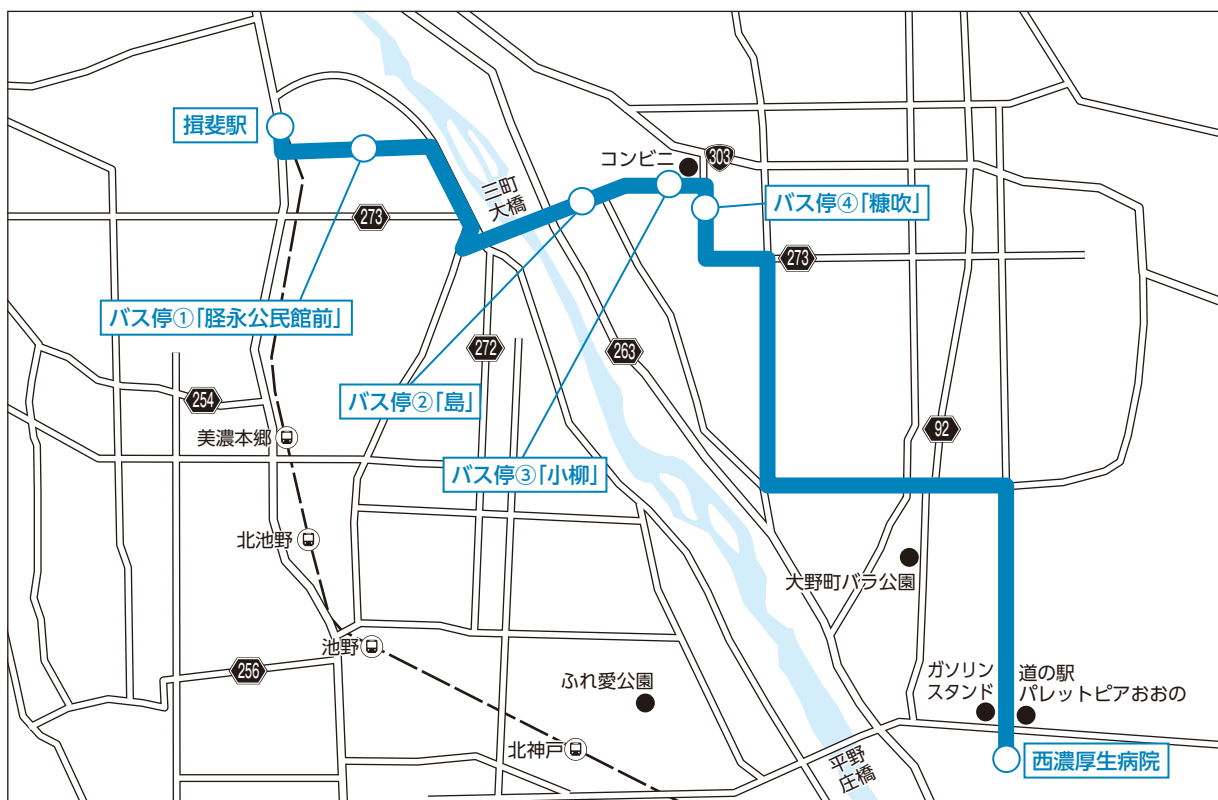 揖斐駅
コンビニ
303
三町
大橋
バス停④「糠吹」
273
273
バス停①「脛永公民館前」
272
263
254
バス停②「島」
美濃本郷
92
バス停③「小柳」
北池野
大野町バラ公園
池野
256
ふれ愛公園
ガソリン
スタンド
道の駅
パレットピアおおの
北神戸
平野
庄橋
西濃厚生病院